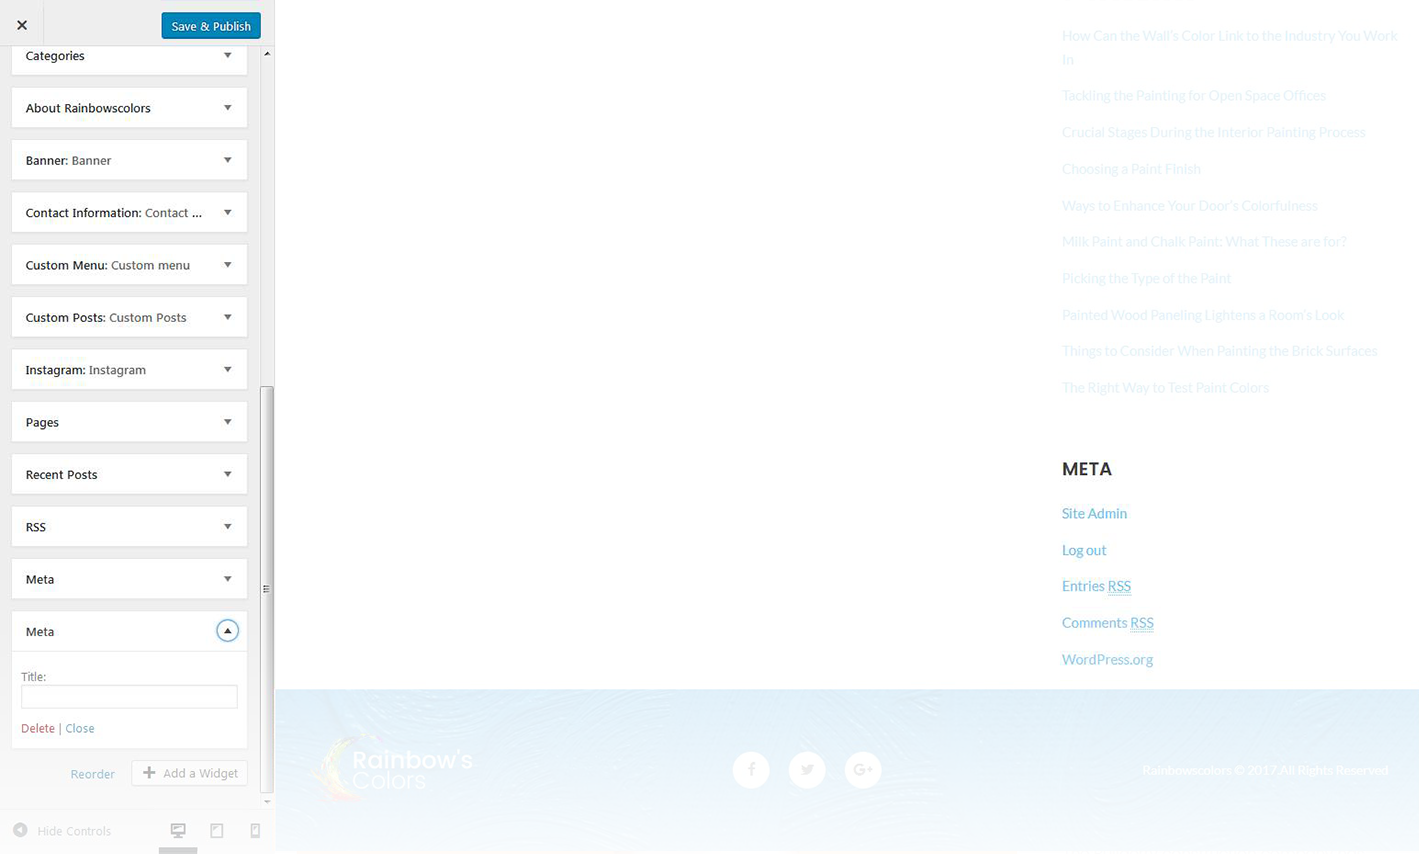 Save & Publish
Categories
About Rainbowscolors
Banner: Banner
Contact Information: Contact ...
Custom Menu: Custom menu
Custom Posts: Custom Posts
Instagram: Instagram
Pages
Recent Posts
RSS
Meta
Meta
Title:
Delete | Close
Reorder
Add a Widget
Hide Controls
How Can the Wall's Color Link to the Industry You Work
In
Tackling the Painting for Open Space Offices
Crucial Stages During the Interior Painting Process
Choosing a Paint Finish
Ways to Enhance Your Door's Colorfulness
Milk Paint and Chalk Paint: What These are for?
Picking the Type of the Paint
Painted Wood Paneling Lightens a Room's Look
Things to Consider When Painting the Brick Surfaces
The Right Way to Test Paint Colors
META
Site Admin
Log out
Entries RSS
Comments RSS
WordPress.org
Rainbow's
Colors
Rainbowscolors © 2017.All Rights Reserved